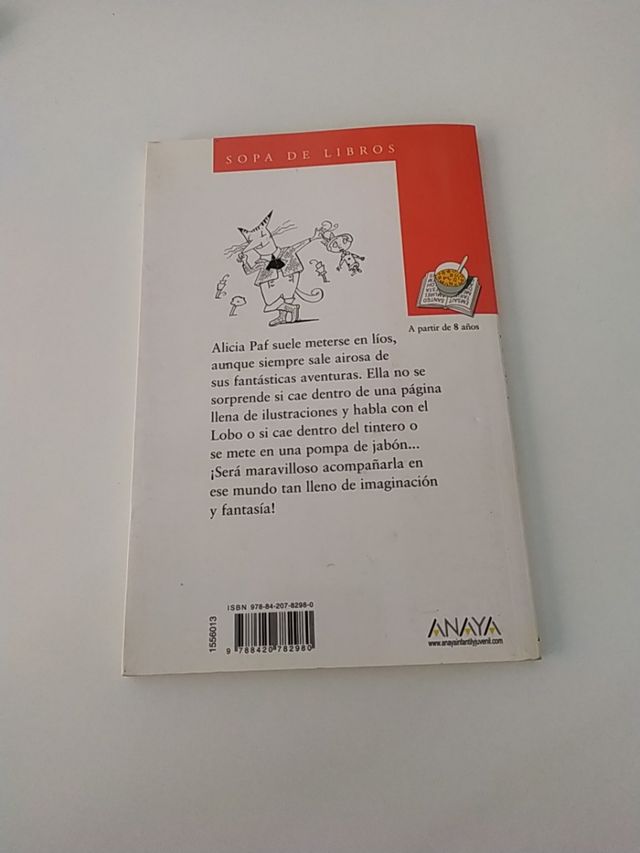 SOPA DE LIBROS
A partir de 8 años
Alicia Paf suele meterse en líos,
aunque siempre sale airosa de
sus fantásticas aventuras. Ella no se
sorprende si cae dentro de una página
llena de ilustraciones y habla con el
Lobo o si cae dentro del tintero o
se mete en una pompa de jabón...
¡Será maravilloso acompañarla en
ese mundo tan lleno de imaginación
y fantasía!
1556013
ISBN 978-84-207-8298-0
9 788420 782980
ANAYA
www.anayainfantilyjuvenil.com